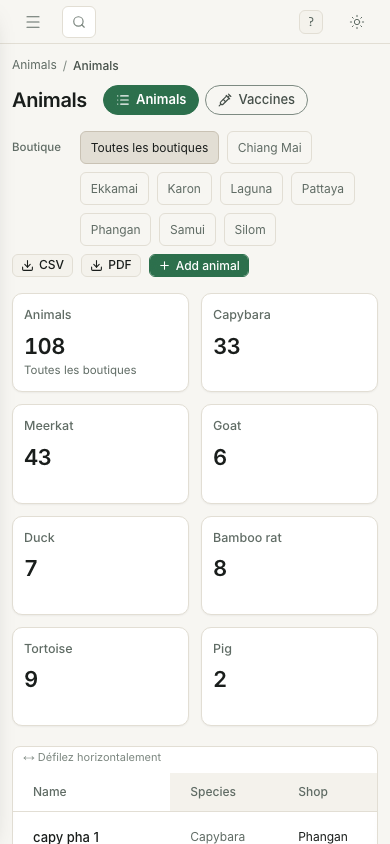 ?
Animals / Animals
Animals Animals Vaccines
Boutique Toutes les boutiques Chiang Mai
Ekkamai Karon Laguna Pattaya
Phangan Samui Silom
CSV PDF + Add animal
Animals Capybara
108 33
Toutes les boutiques
Meerkat Goat
43 6
Duck Bamboo rat
7 8
Tortoise Pig
9 2
↔ Défilez horizontalement
Name Species Shop
capy pha 1 Capybara Phangan